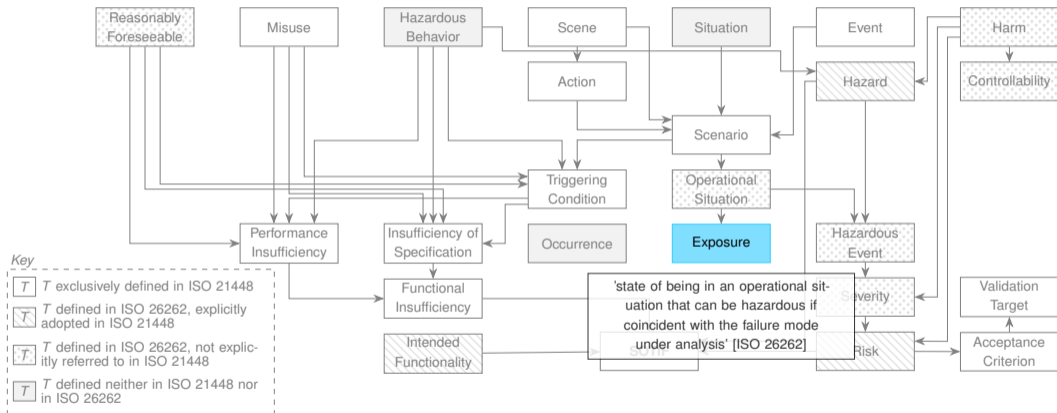 Reasonably
Foreseeable
Misuse
Hazardous
Behavior
Scene
Situation
Event
Harm
Action
Hazard
Controllability
Scenario
Triggering
Condition
Operational
Situation
Performance
Insufficiency
Insufficiency of
Specification
Occurrence
Exposure
Hazardous
Event
Key
T T exclusively defined in ISO 21448
T T defined in ISO 26262, explicitly
adopted in ISO 21448
T T defined in ISO 26262, not explic-
itly referred to in ISO 21448
T T defined neither in ISO 21448 nor
in ISO 26262
Functional
Insufficiency
'state of being in an operational sit-
uation that can be hazardous if
coincident with the failure mode
under analysis' [ISO 26262]
Severity
Validation
Target
Intended
Functionality
SOTIF
Risk
Acceptance
Criterion